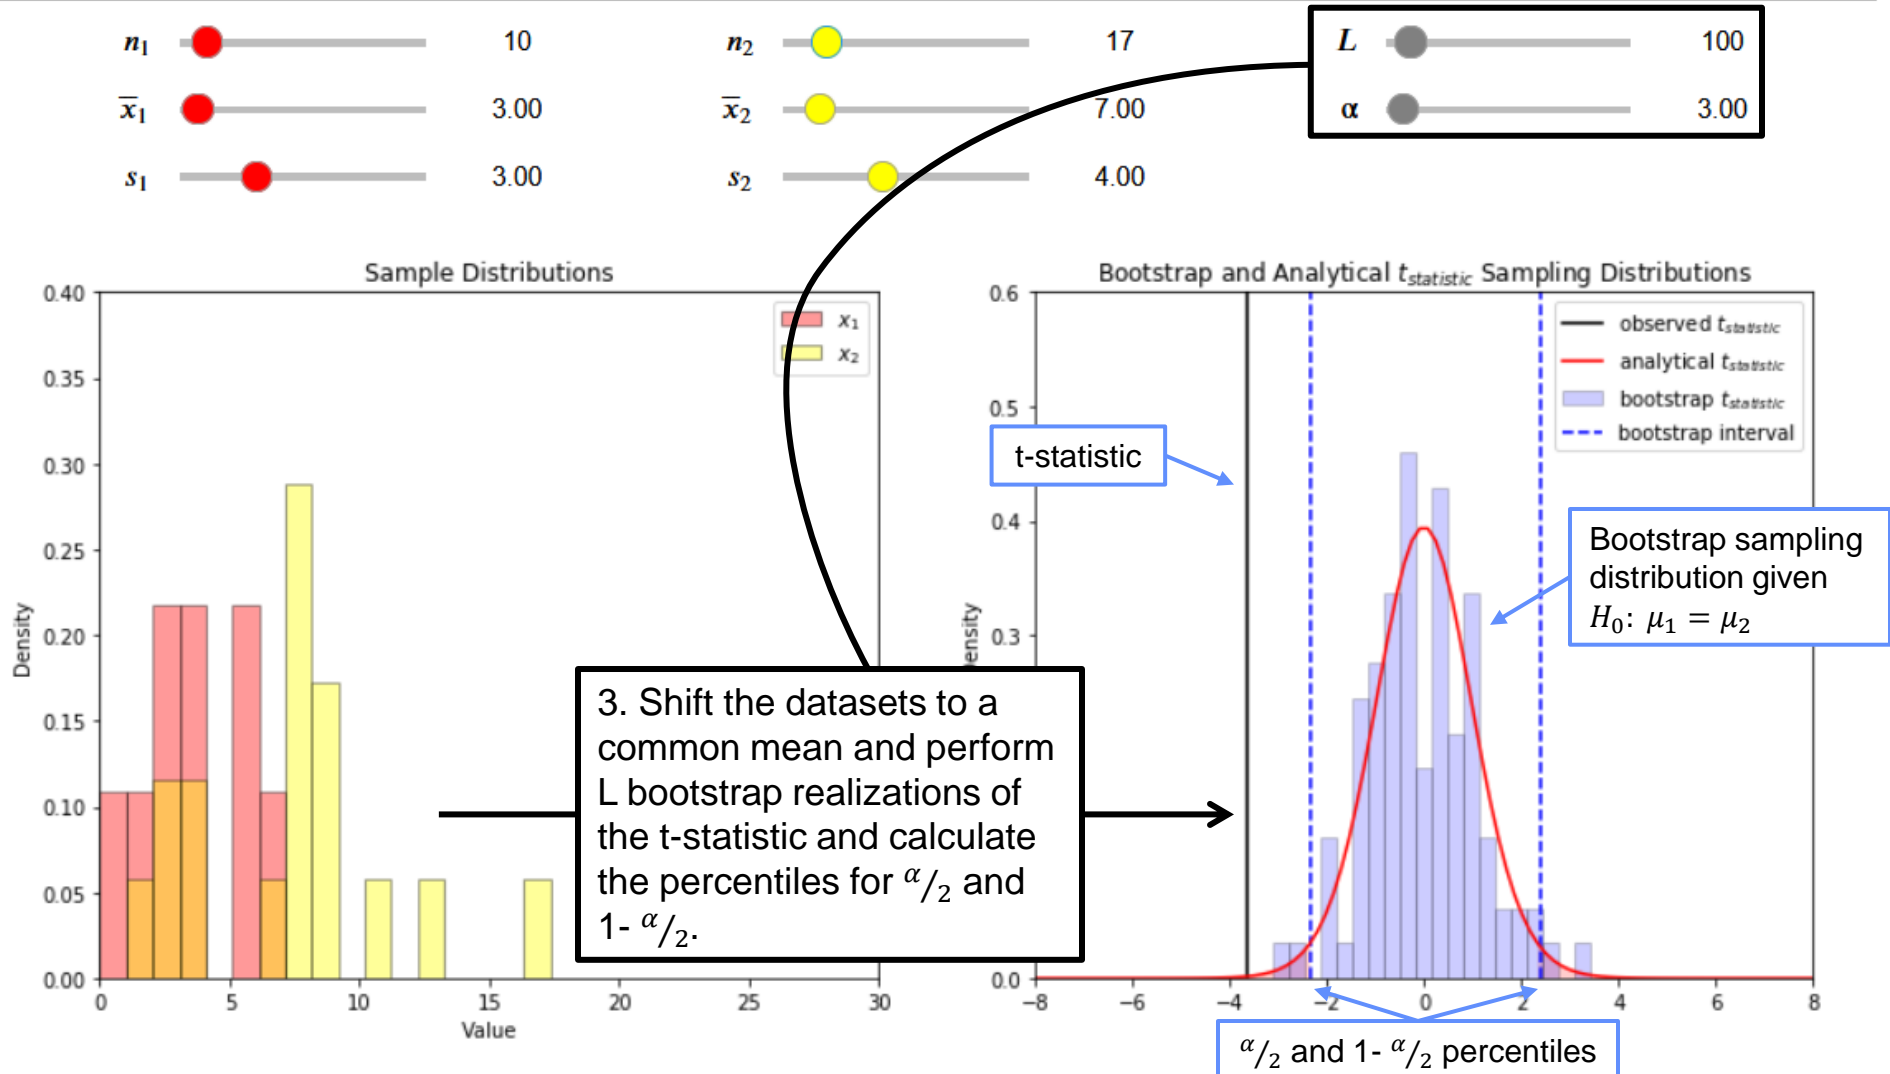 n1 10 n2 17 L 100
x̄1 3.00 x̄2 7.00 α 3.00
s1 3.00 s2 4.00
Sample Distributions
0.40
0.35
0.30
0.25
0.20
0.15
0.10
0.05
0.00
Density
0 5 10 15 20 25 30
Value
x1
x2
Bootstrap and Analytical tstatistic Sampling Distributions
0.6
0.5
0.4
0.3
0.0
ensity
−8 −6 −4 −2 0 2 4 6 8
observed tstatistic
analytical tstatistic
bootstrap tstatistic
bootstrap interval
t-statistic
Bootstrap sampling
distribution given
H0: μ1 = μ2
3. Shift the datasets to a
common mean and perform
L bootstrap realizations of
the t-statistic and calculate
the percentiles for α/2 and
1- α/2.
α/2 and 1- α/2 percentiles